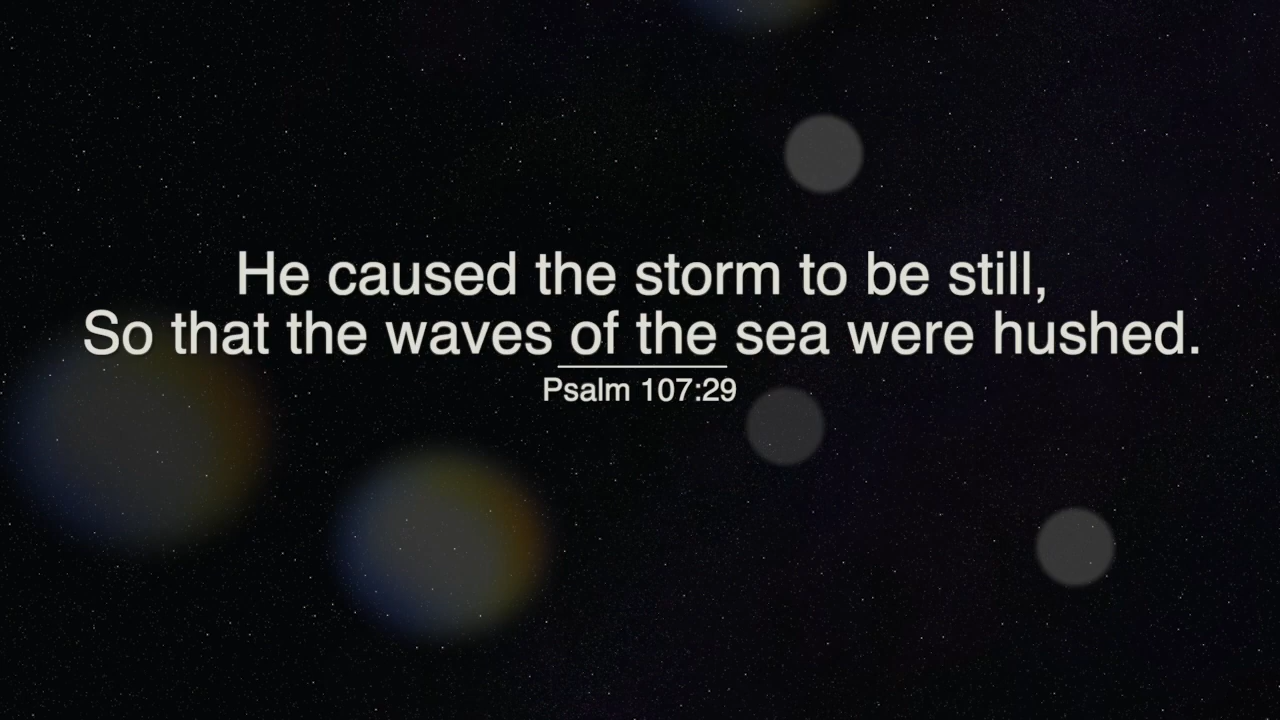 He caused the storm to be still,
So that the waves of the sea were hushed.
Psalm 107:29